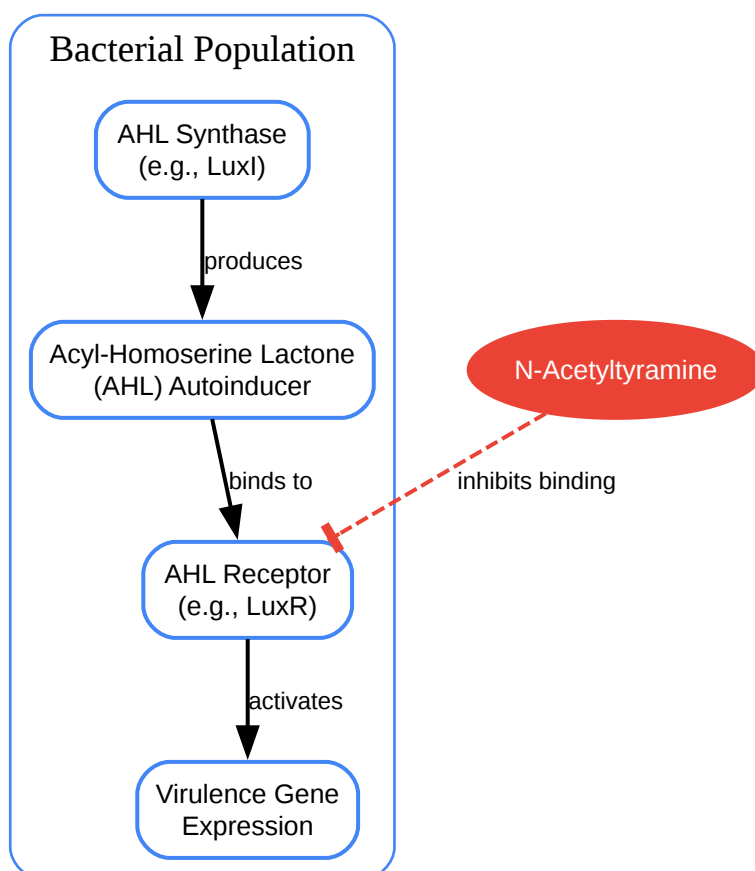 Bacterial Population
AHL Synthase
(e.g., LuxI)
produces
Acyl-Homoserine Lactone
(AHL) Autoinducer
N-Acetyltyramine
binds to
inhibits binding
AHL Receptor
(e.g., LuxR)
activates
Virulence Gene
Expression